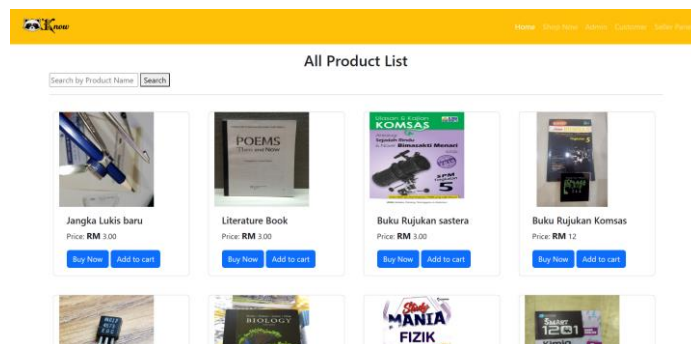 Know
Home Shop Now Admin Customer Seller
All Product List
Search by Product Name Search
POEMS
Then and Now
Ulasan & Kajian
KOMSAS
Bimasakti Menari
SPM
5
Jangka Lukis baru
Literature Book
Buku Rujukan sastera
Buku Rujukan Komsas
Price: RM 3.00
Price: RM 3.00
Price: RM 3.00
Price: RM 12
Buy Now Add to cart
Buy Now Add to cart
Buy Now Add to cart
Buy Now Add to cart
BIOLOGY
Study
MANIA
FIZIK
1201
Kimia